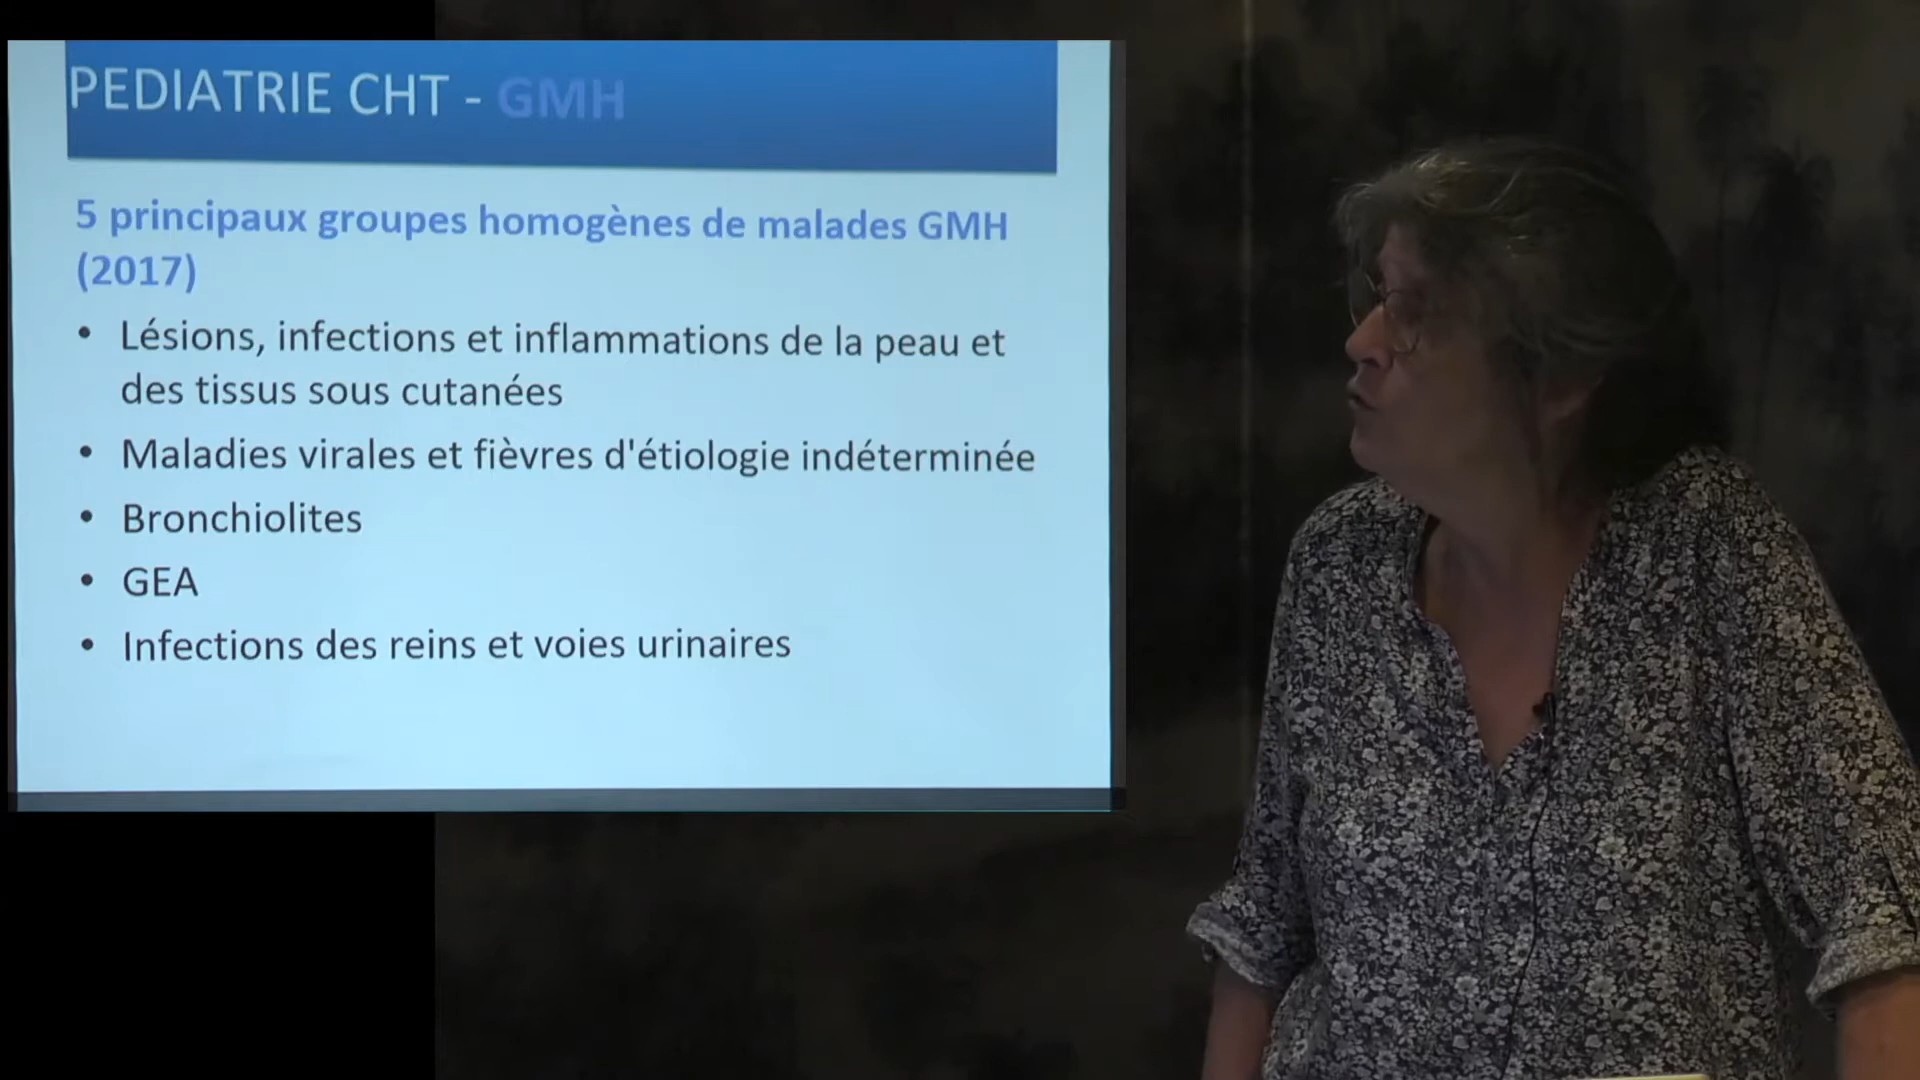 PEDIATRIE CHT - GMH
5 principaux groupes homogènes de malades GMH
(2017)
• Lésions, infections et inflammations de la peau et
des tissus sous cutanées
• Maladies virales et fièvres d'étiologie indéterminée
• Bronchiolites
• GEA
• Infections des reins et voies urinaires